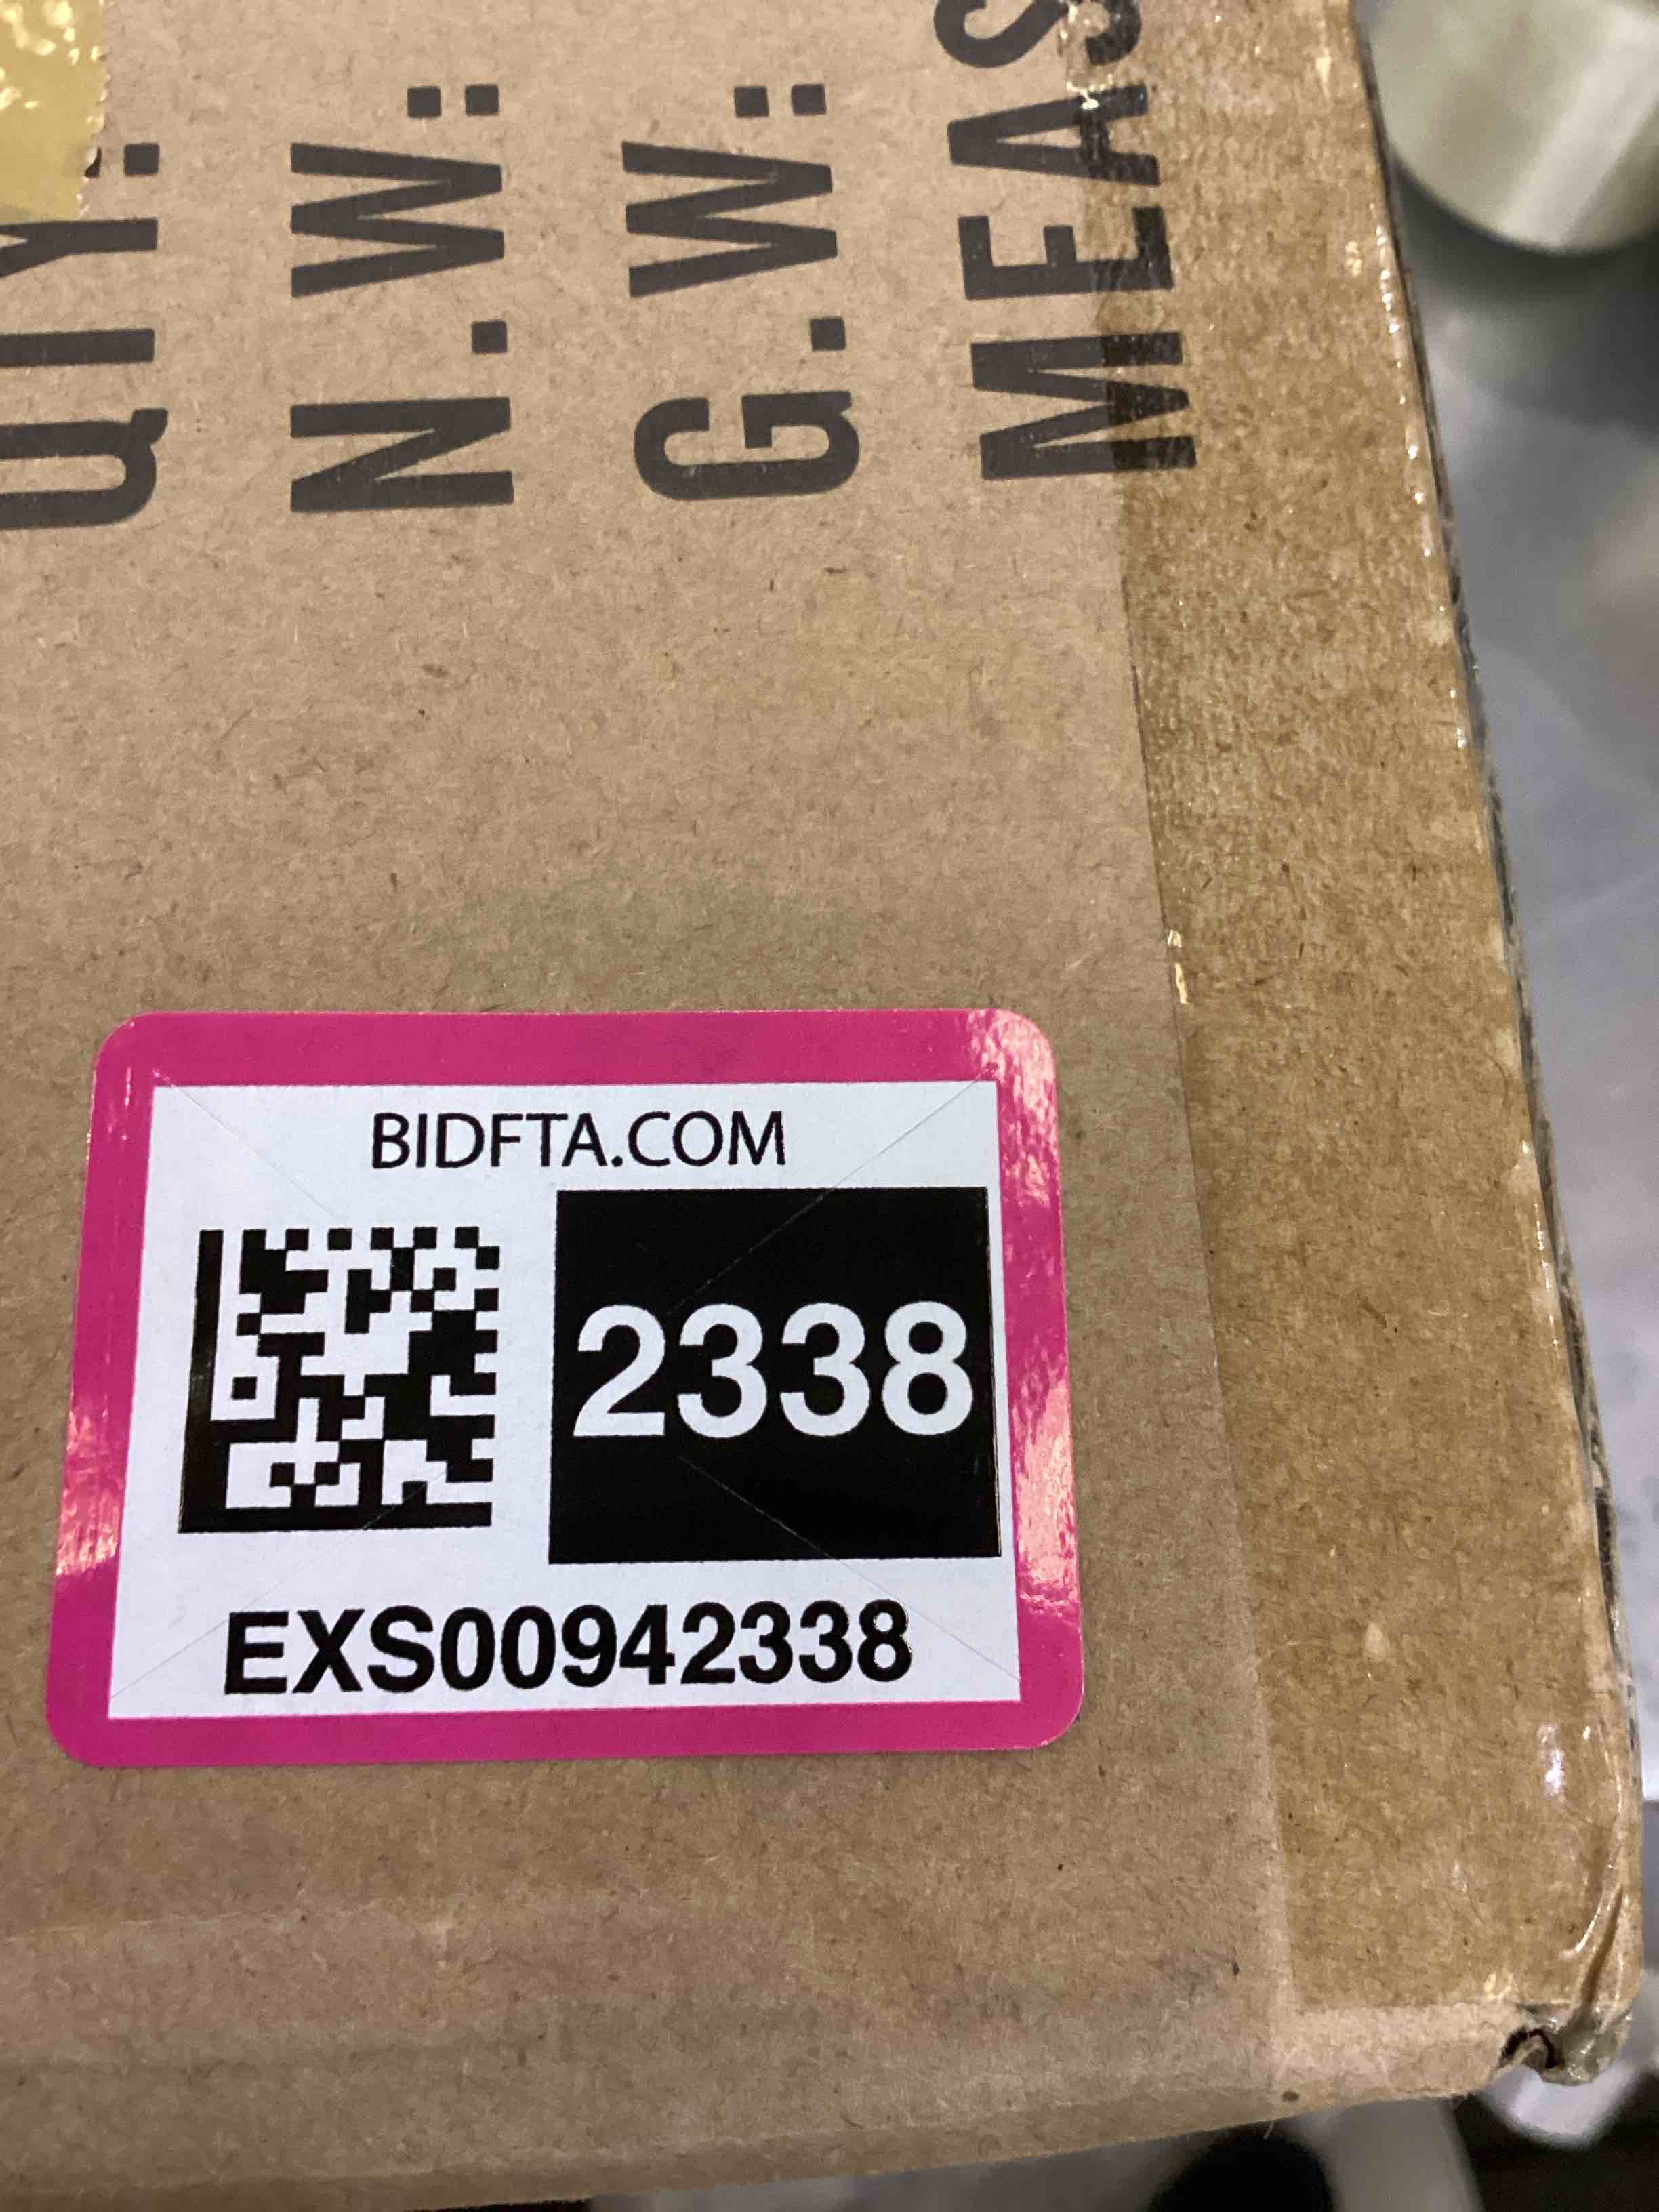 QTY:
N.W:
G.W:
MEAS
BIDFTA.COM
2338
EXS00942338